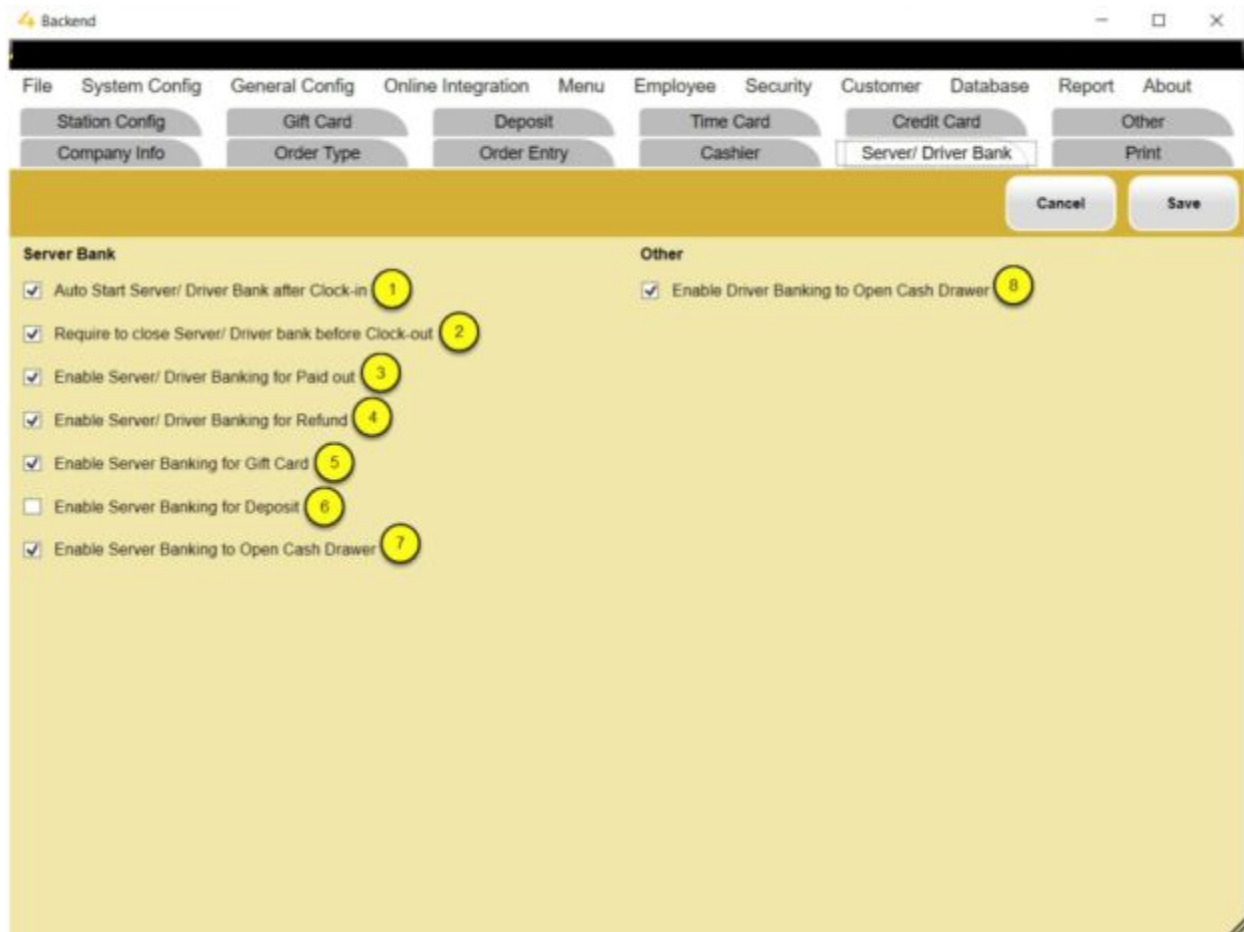 Backend
File System Config General Config Online Integration Menu Employee Security Customer Database Report About
Station Config Gift Card Deposit Time Card Credit Card Other
Company Info Order Type Order Entry Cashier Server/ Driver Bank Print
Cancel Save
Server Bank
Auto Start Server/ Driver Bank after Clock-in 1
Require to close Server/ Driver bank before Clock-out 2
Enable Server/ Driver Banking for Paid out 3
Enable Server/ Driver Banking for Refund 4
Enable Server Banking for Gift Card 5
Enable Server Banking for Deposit 6
Enable Server Banking to Open Cash Drawer 7
Other
Enable Driver Banking to Open Cash Drawer 8